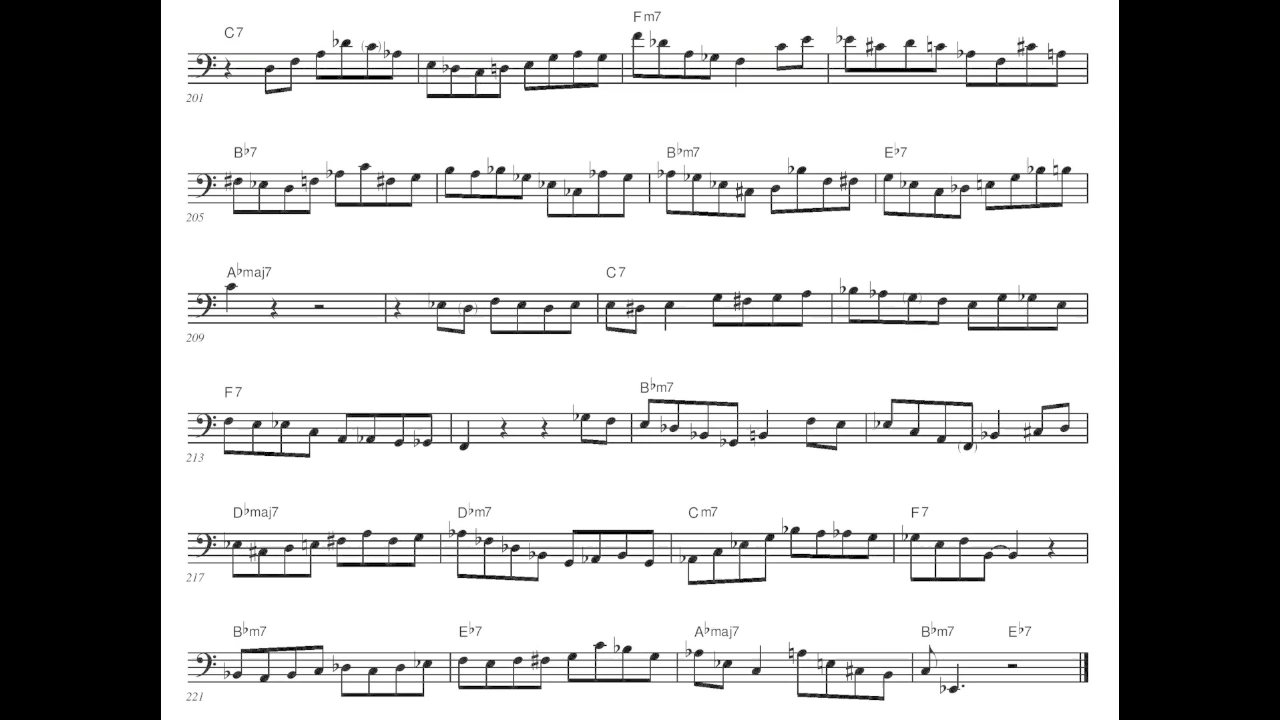 C7 Fm7
201
B♭7 B♭m7 E♭7
205
A♭maj7 C7
209
F7 B♭m7
213
D♭maj7 D♭m7 Cm7 F7
217
B♭m7 E♭7 A♭maj7 B♭m7 E♭7
221